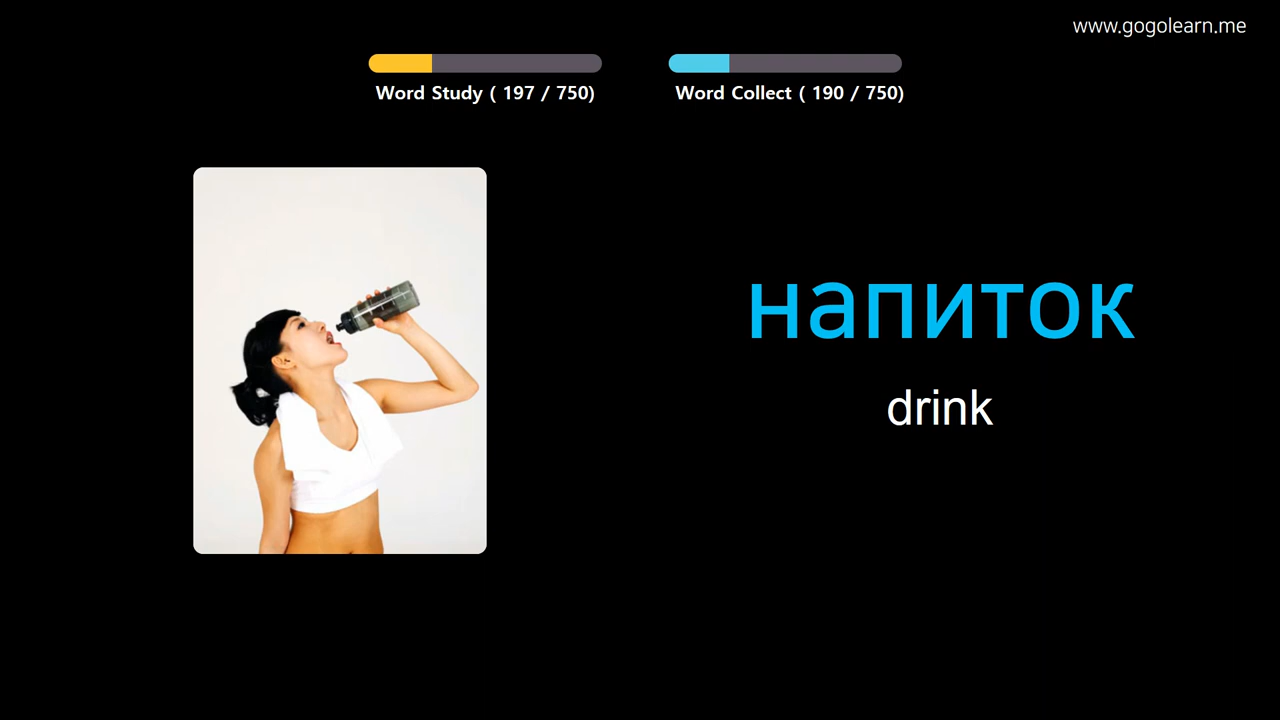 www.gogolearn.me
Word Study ( 197 / 750)
Word Collect ( 190 / 750)
напиток
drink